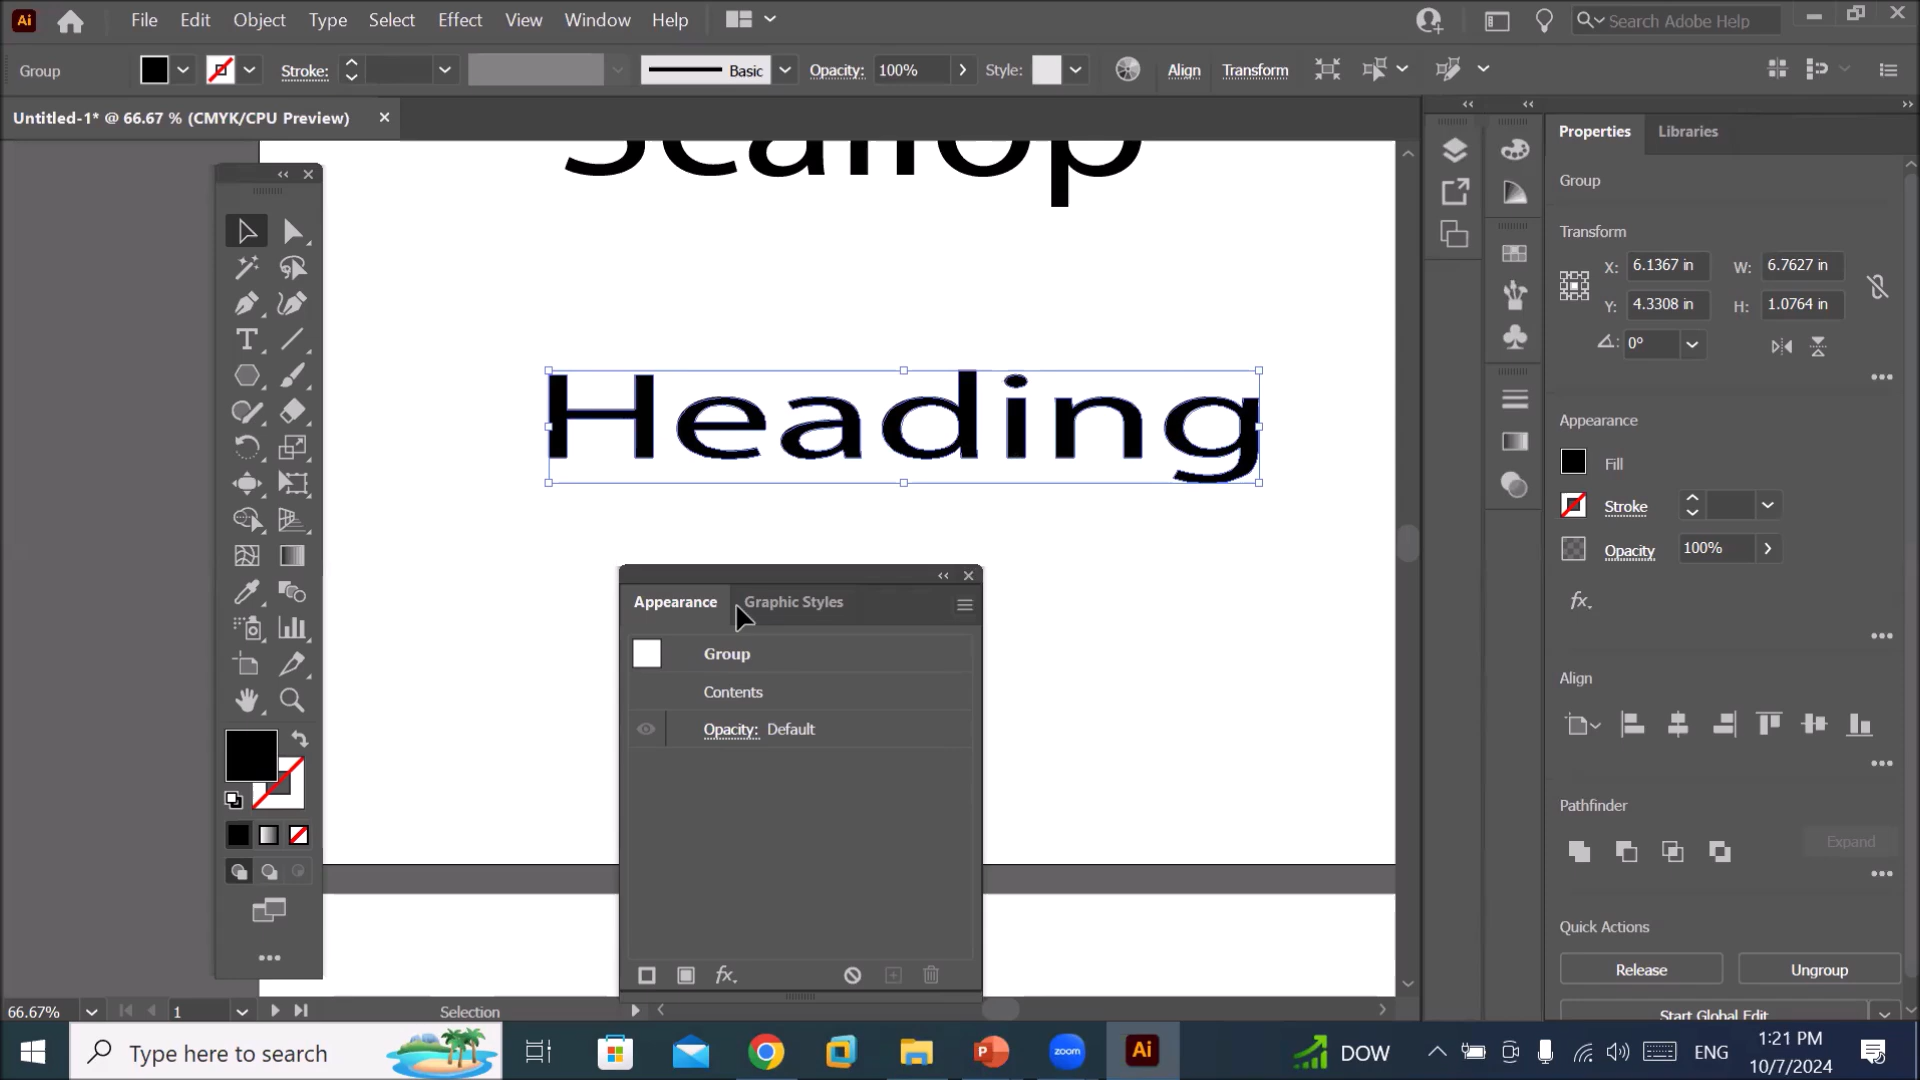 Ai File Edit Object Type Select Effect View Window Help Search Adobe Help
Group Stroke: Basic Opacity: 100% Style: Align Transform
Untitled-1* @ 66.67 % (CMYK/CPU Preview)
Properties Libraries
Scallop
Group
Transform
X: 6.1367 in W: 6.7627 in
Y: 4.3308 in H: 1.0764 in
0°
Heading
Appearance
Fill
Stroke
Opacity 100%
fx.
Appearance Graphic Styles
Group
Contents
Opacity: Default
fx.
Align
Pathfinder
Expand
Quick Actions
Release Ungroup
Start Global Edit
66.67% 1 Selection
Type here to search
P zoom Ai DOW ENG
1:21 PM
10/7/2024